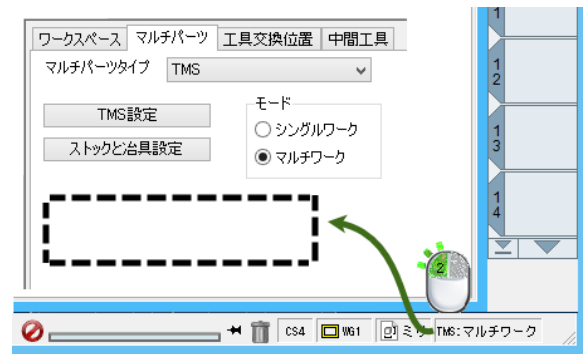 ワークスペース マルチパーツ 工具交換位置 中間工具
マルチパーツタイプ TMS
TMS設定
ストックと治具設定
モード
シングルワーク
マルチワーク
1
1
2
1
3
1
4
2
CS4 WG1 ミリ TMS:マルチワーク